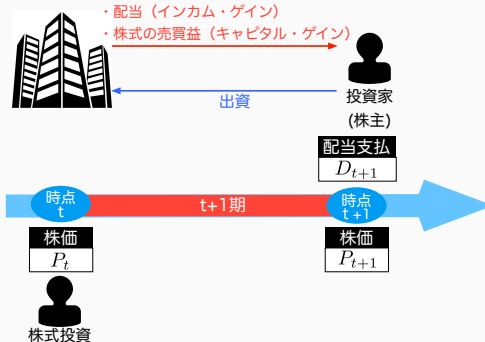 ・配当（インカム・ゲイン）
・株式の売買益（キャピタル・ゲイン）
出資
投資家
(株主)
配当支払
D_{t+1}
時点
t
t+1期
時点
t+1
株価
P_t
株価
P_{t+1}
株式投資